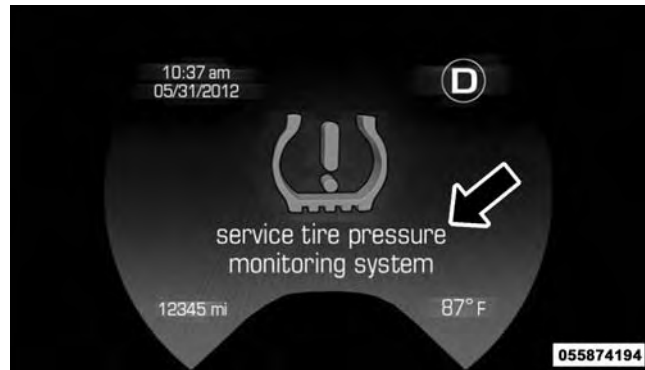 10:37 am
05/31/2012
D
service tire pressure
monitoring system
12345 mi
87° F
055874194